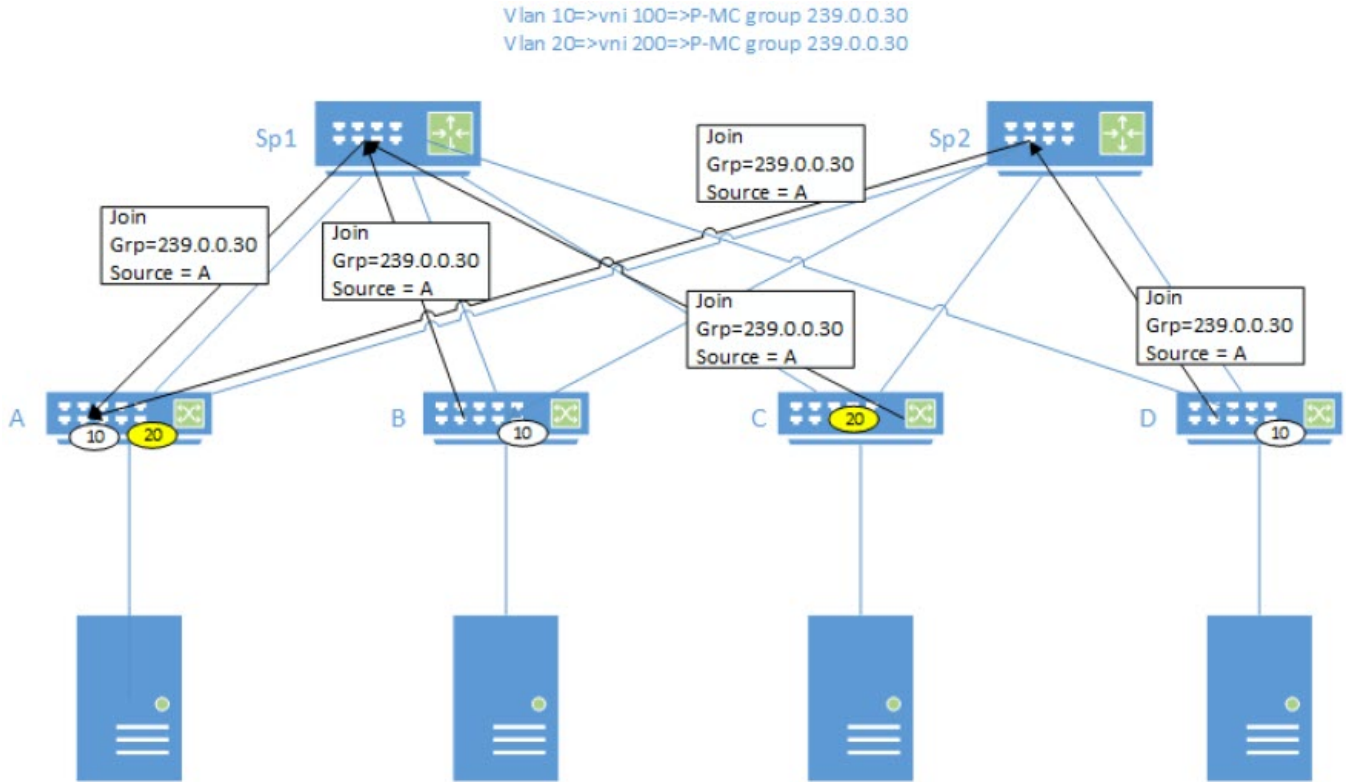 Vlan 10=>vni 100=>P-MC group 239.0.0.30
Vlan 20=>vni 200=>P-MC group 239.0.0.30
Sp1
Sp2
Join
Grp=239.0.0.30
Source = A
Join
Grp=239.0.0.30
Source = A
Join
Grp=239.0.0.30
Source = A
Join
Grp=239.0.0.30
Source = A
Join
Grp=239.0.0.30
Source = A
A
10
20
B
10
C
20
D
10